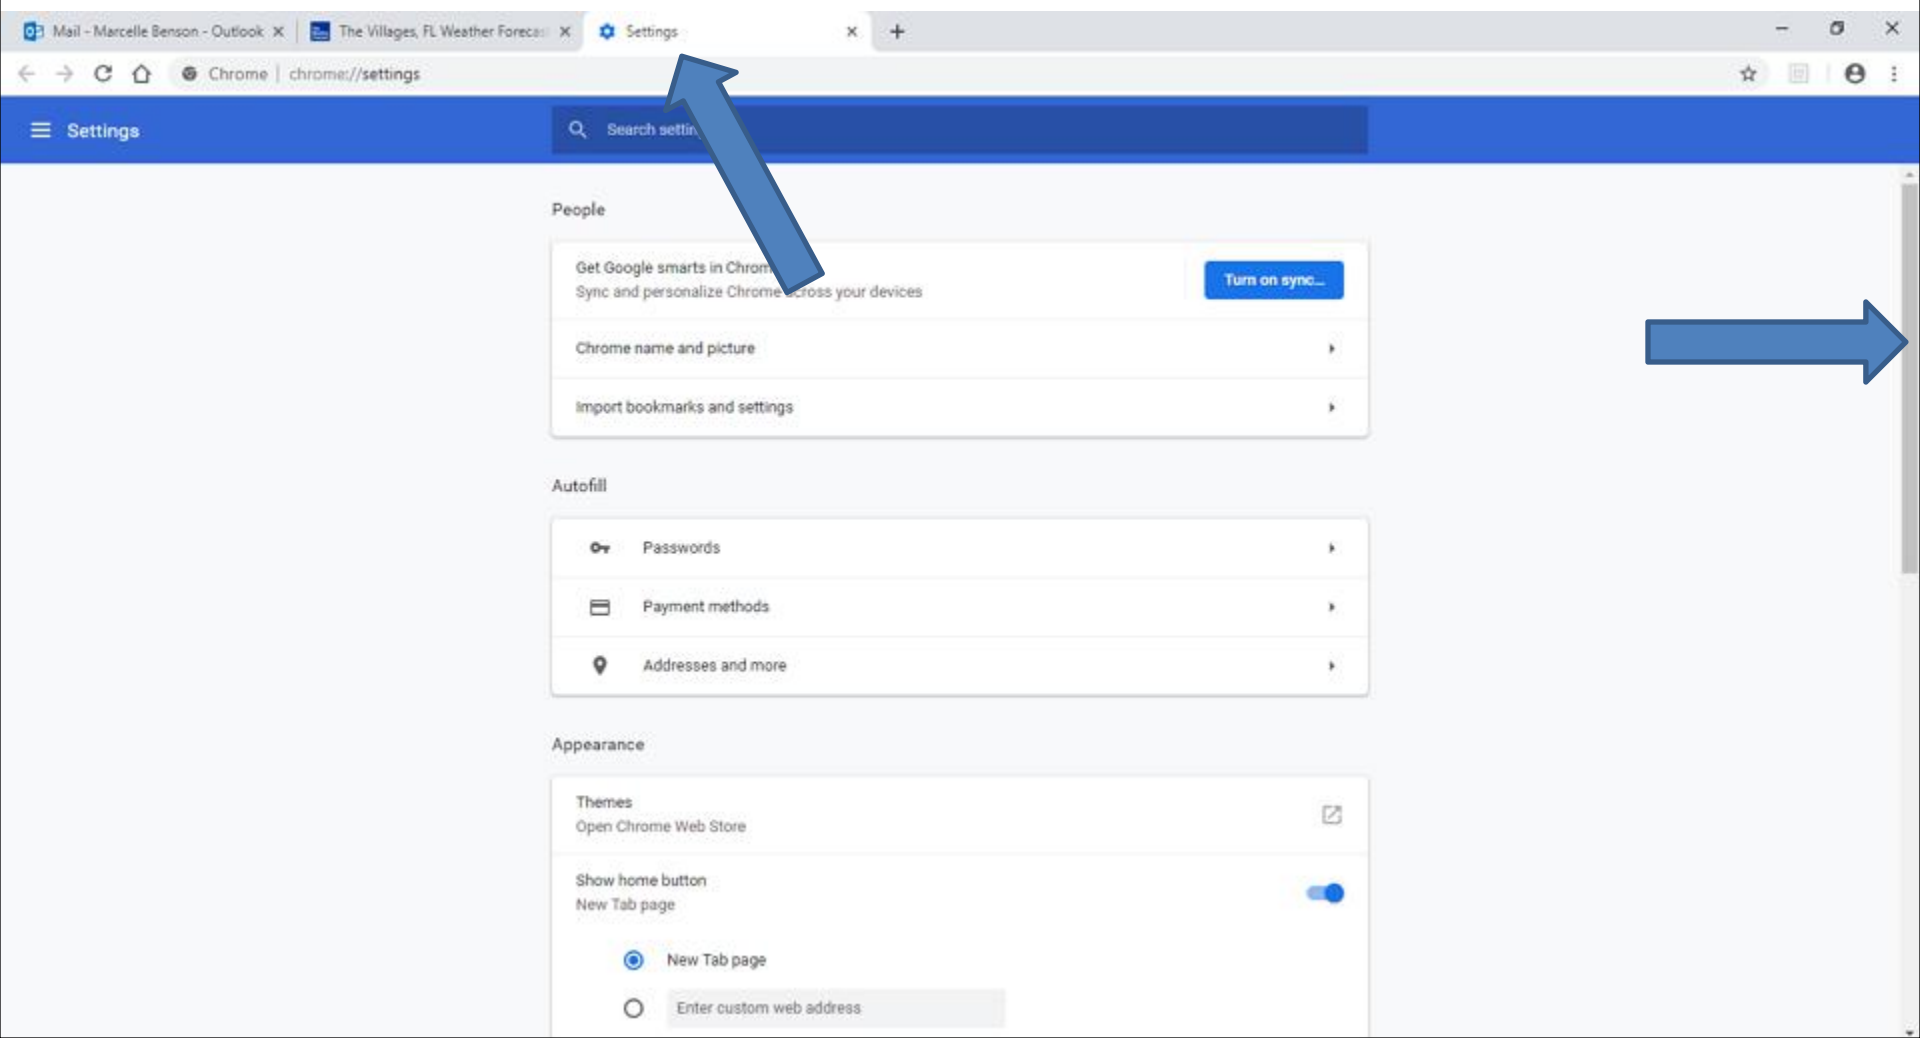 Mail - Marcelle Benson - Outlook
The Villages, FL Weather Forecas
Settings
Chrome | chrome://settings
Settings
Search
People
Get Google smarts in
Sync and personalize Chrome across your devices
Turn on sync...
Chrome name and picture
Import bookmarks and settings
Autofill
Passwords
Payment methods
Addresses and more
Appearance
Themes
Open Chrome Web Store
Show home button
New Tab page
New Tab page
Enter custom web address